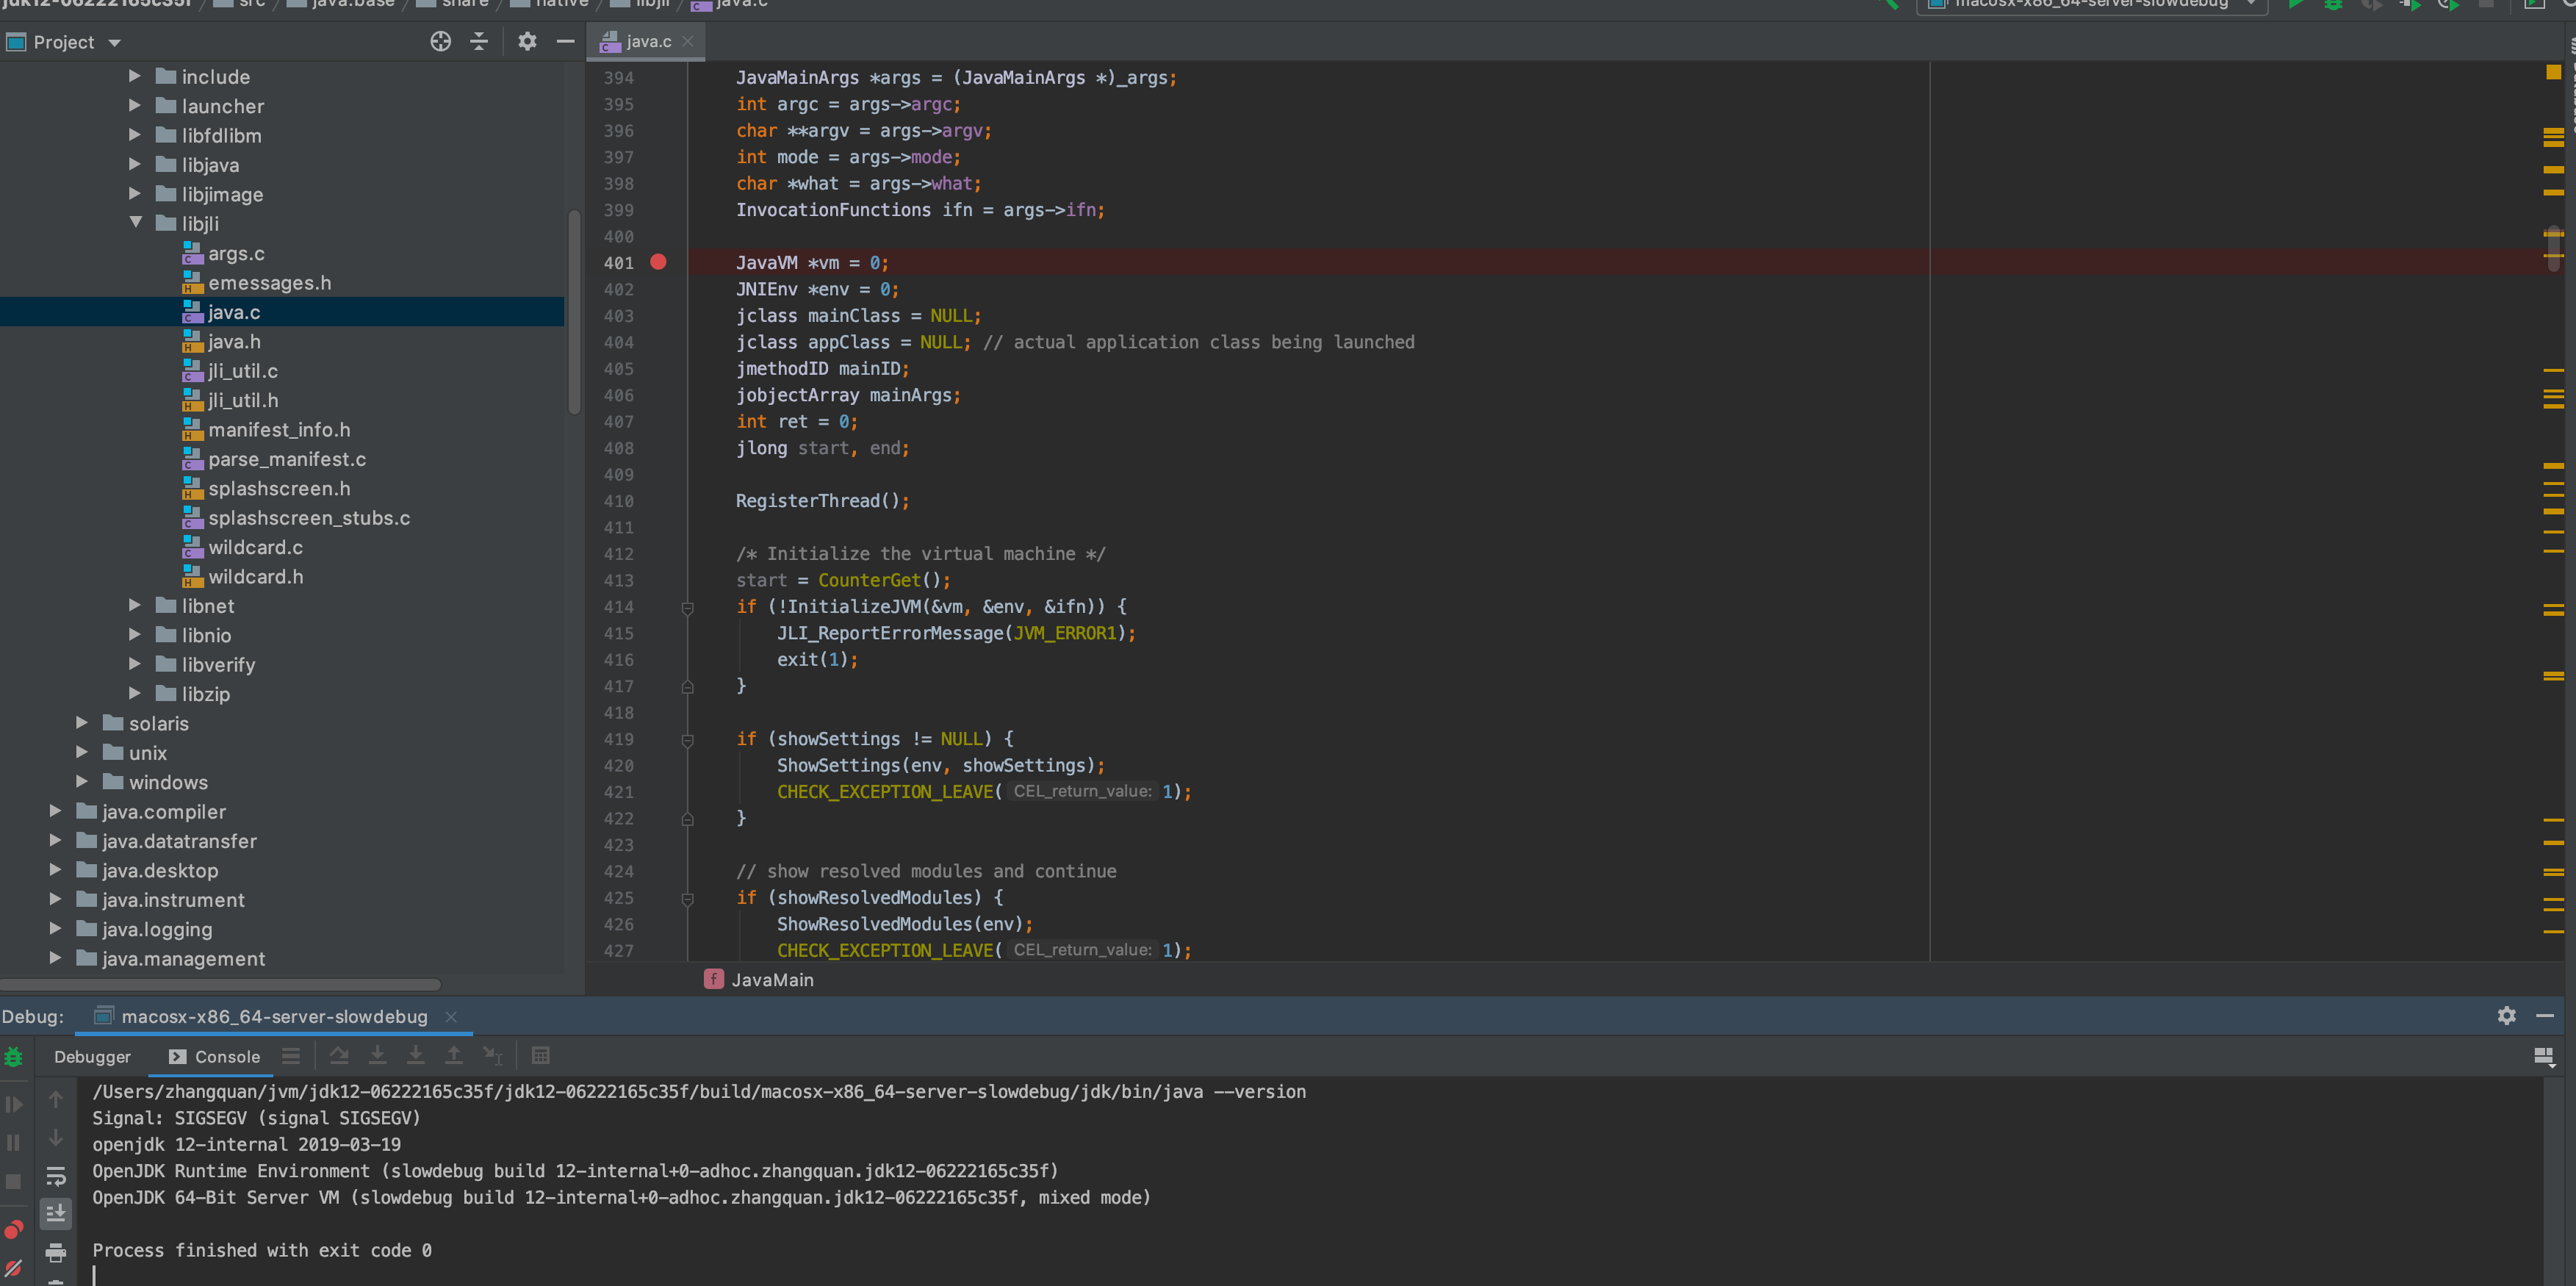 jdk12-06222165c35f / src / java.base / share / native / libjli / java.c
macosx-x86_64-server-slowdebug
Project
java.c
include
launcher
libfdlibm
libjava
libjimage
libjli
args.c
emessages.h
java.c
java.h
jli_util.c
jli_util.h
manifest_info.h
parse_manifest.c
splashscreen.h
splashscreen_stubs.c
wildcard.c
wildcard.h
libnet
libnio
libverify
libzip
solaris
unix
windows
java.compiler
java.datatransfer
java.desktop
java.instrument
java.logging
java.management
394 JavaMainArgs *args = (JavaMainArgs *)_args;
395 int argc = args->argc;
396 char **argv = args->argv;
397 int mode = args->mode;
398 char *what = args->what;
399 InvocationFunctions ifn = args->ifn;
400
401 JavaVM *vm = 0;
402 JNIEnv *env = 0;
403 jclass mainClass = NULL;
404 jclass appClass = NULL; // actual application class being launched
405 jmethodID mainID;
406 jobjectArray mainArgs;
407 int ret = 0;
408 jlong start, end;
409
410 RegisterThread();
411
412 /* Initialize the virtual machine */
413 start = CounterGet();
414 if (!InitializeJVM(&vm, &env, &ifn)) {
415 JLI_ReportErrorMessage(JVM_ERROR1);
416 exit(1);
417 }
418
419 if (showSettings != NULL) {
420 ShowSettings(env, showSettings);
421 CHECK_EXCEPTION_LEAVE( CEL_return_value: 1);
422 }
423
424 // show resolved modules and continue
425 if (showResolvedModules) {
426 ShowResolvedModules(env);
427 CHECK_EXCEPTION_LEAVE( CEL_return_value: 1);
f JavaMain
Debug: macosx-x86_64-server-slowdebug
Debugger Console
/Users/zhangquan/jvm/jdk12-06222165c35f/jdk12-06222165c35f/build/macosx-x86_64-server-slowdebug/jdk/bin/java --version
Signal: SIGSEGV (signal SIGSEGV)
openjdk 12-internal 2019-03-19
OpenJDK Runtime Environment (slowdebug build 12-internal+0-adhoc.zhangquan.jdk12-06222165c35f)
OpenJDK 64-Bit Server VM (slowdebug build 12-internal+0-adhoc.zhangquan.jdk12-06222165c35f, mixed mode)
Process finished with exit code 0